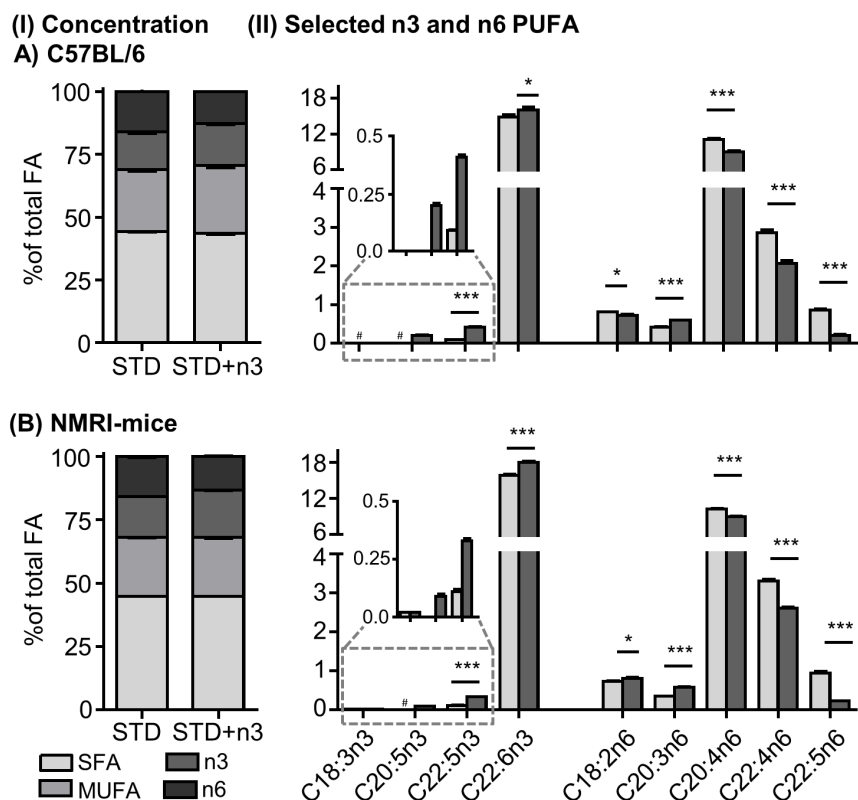 (I) Concentration (II) Selected n3 and n6 PUFA
A) C57BL/6
%of total FA
100
75
50
25
0
STD STD+n3
18
12
6
4
3
2
1
0
0.5
0.25
0.0
# # *** * * *** *** *** ***
(B) NMRI-mice
%of total FA
100
75
50
25
0
STD STD+n3
18
12
6
4
3
2
1
0
0.5
0.25
0.0
# *** *** * *** *** *** ***
C18:3n3 C20:5n3 C22:5n3 C22:6n3 C18:2n6 C20:3n6 C20:4n6 C22:4n6 C22:5n6
SFA n3
MUFA n6